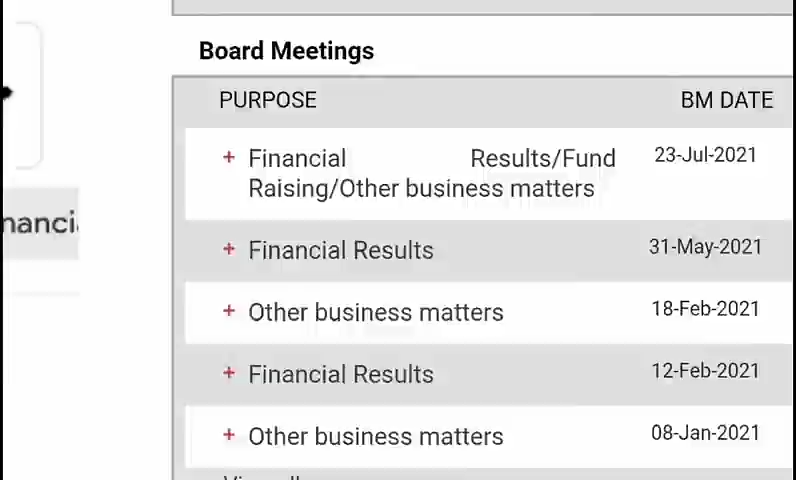 Board Meetings
PURPOSE BM DATE
+ Financial Results/Fund 23-Jul-2021
Raising/Other business matters
+ Financial Results 31-May-2021
+ Other business matters 18-Feb-2021
+ Financial Results 12-Feb-2021
+ Other business matters 08-Jan-2021